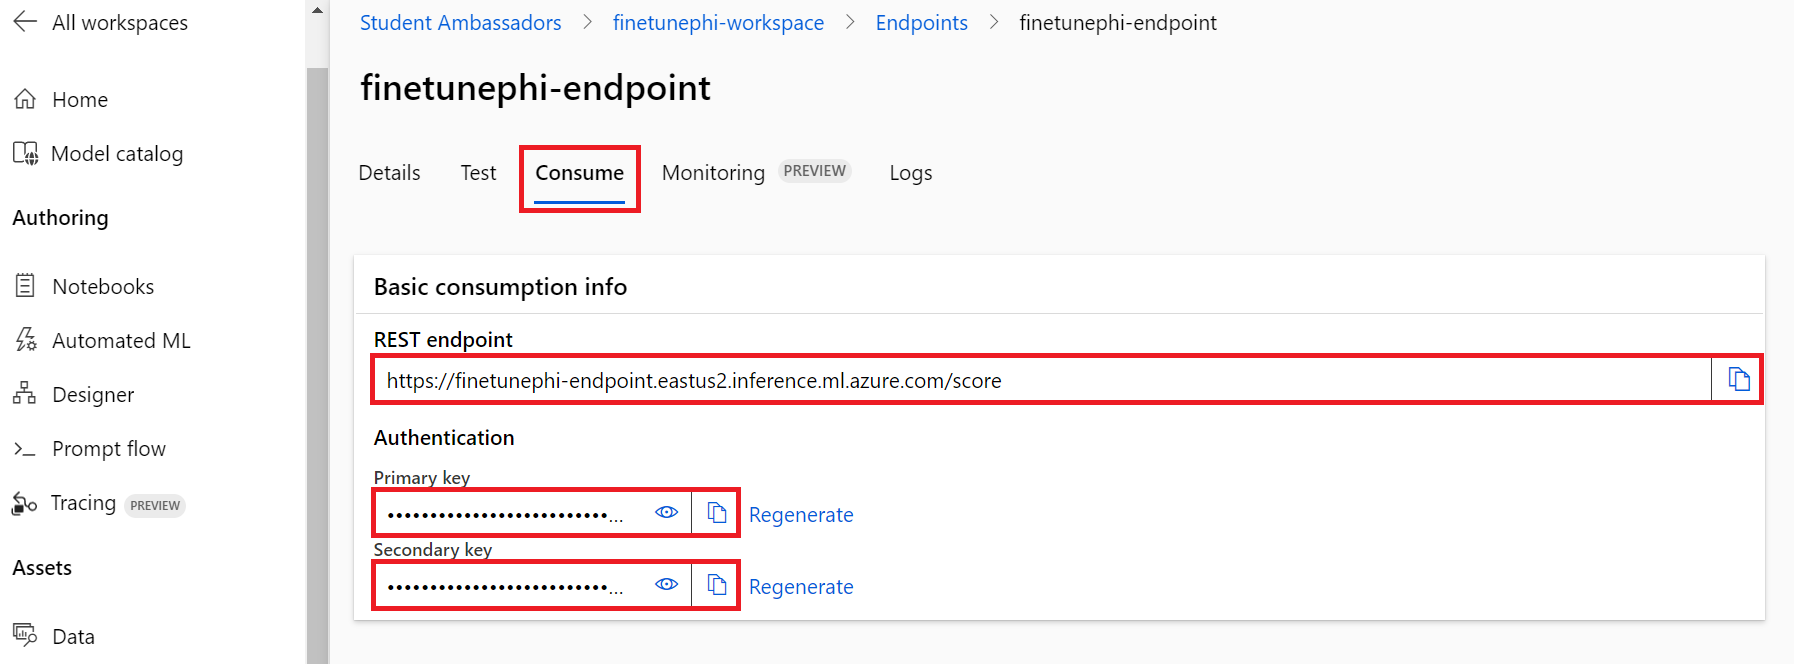 All workspaces
Home
Model catalog
Authoring
Notebooks
Automated ML
Designer
Prompt flow
Tracing PREVIEW
Assets
Data
Student Ambassadors > finetunephi-workspace > Endpoints > finetunephi-endpoint
finetunephi-endpoint
Details Test Consume Monitoring PREVIEW Logs
Basic consumption info
REST endpoint
https://finetunephi-endpoint.eastus2.inference.ml.azure.com/score
Authentication
Primary key
••••••••••••••••••••••••••... Regenerate
Secondary key
••••••••••••••••••••••••••... Regenerate